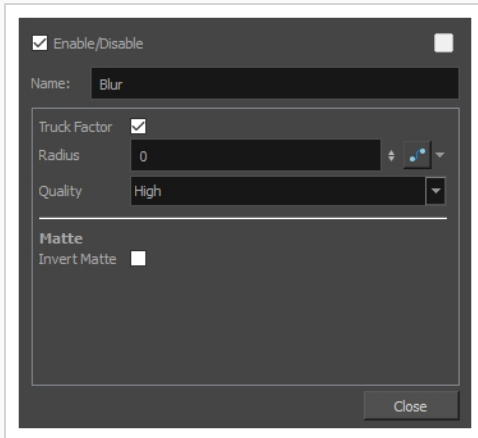 Enable/Disable
Name: Blur
Truck Factor
Radius 0
Quality High
Matte
Invert Matte
Close